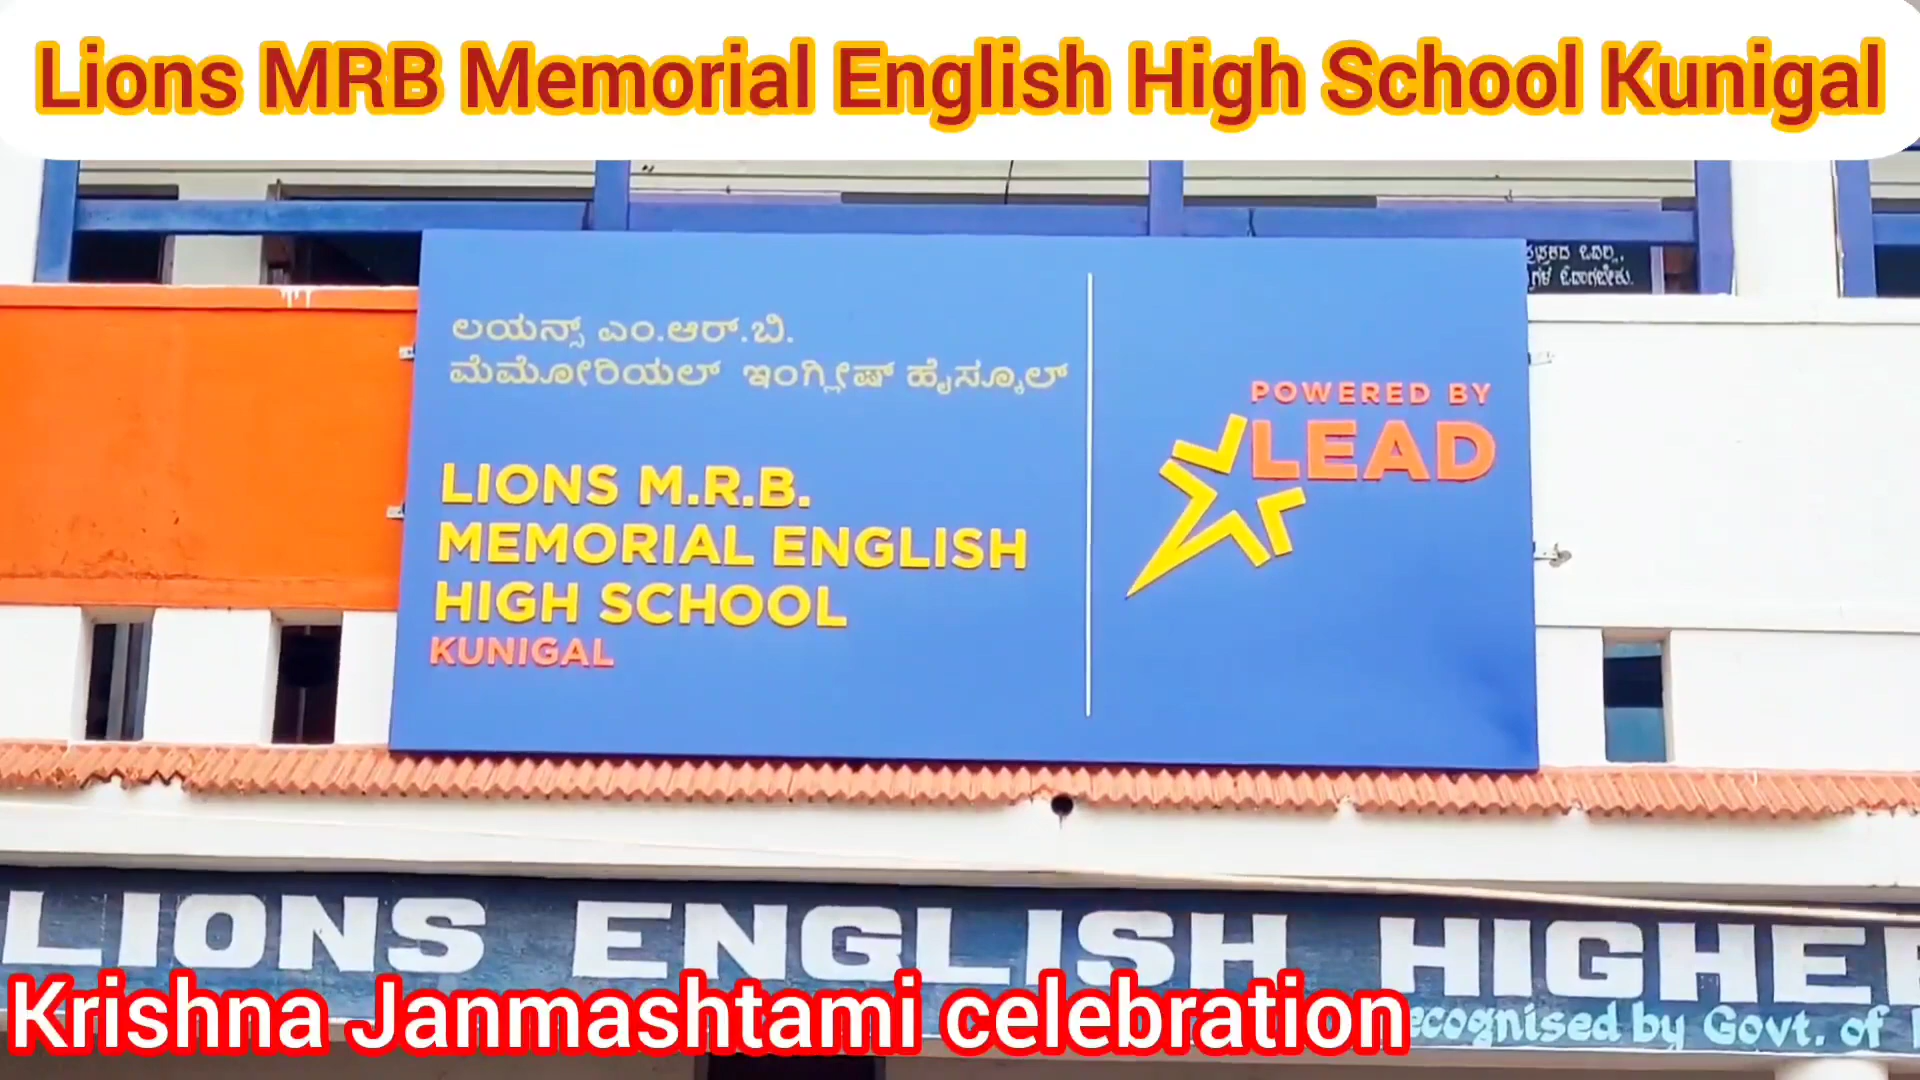 Lions MRB Memorial English High School Kunigal
ಲಯನ್ಸ್ ಎಂ.ಆರ್.ಬಿ.
ಮೆಮೋರಿಯಲ್ ಇಂಗ್ಲೀಷ್ ಹೈಸ್ಕೂಲ್
LIONS M.R.B.
MEMORIAL ENGLISH
HIGH SCHOOL
KUNIGAL
POWERED BY
LEAD
LIONS ENGLISH HIGHE
Krishna Janmashtami celebration
ecognised by Govt. of